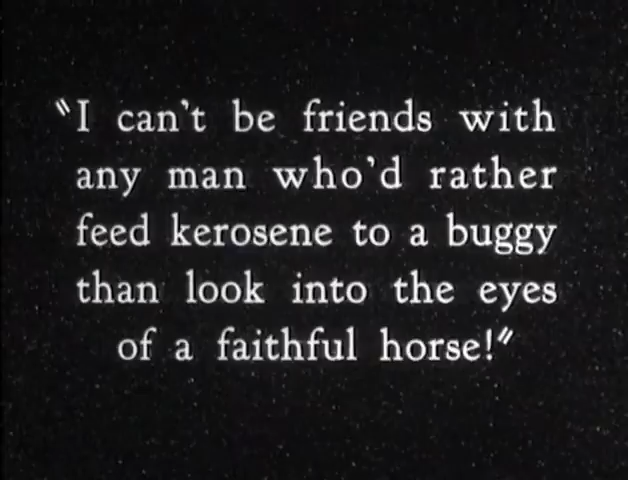 "I can't be friends with
any man who'd rather
feed kerosene to a buggy
than look into the eyes
of a faithful horse!"